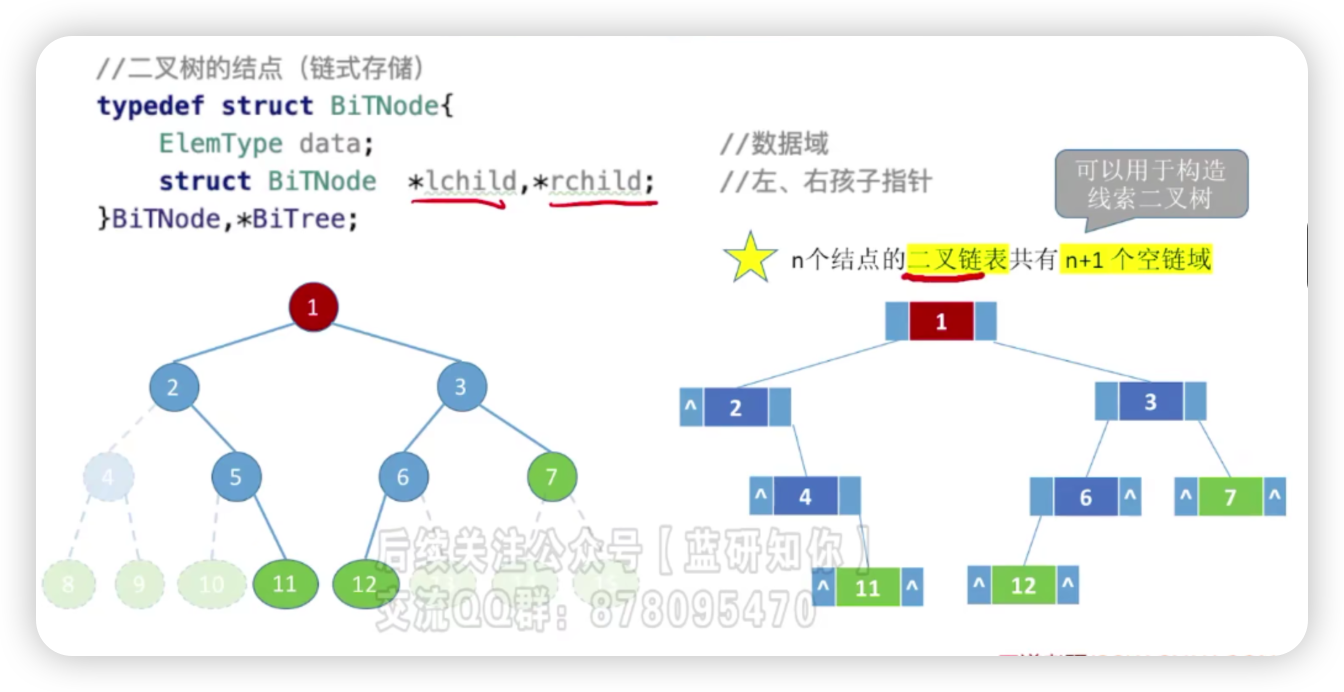 //二叉树的结点（链式存储）
typedef struct BiTNode{
ElemType data; //数据域
struct BiTNode *lchild,*rchild; //左、右孩子指针
}BiTNode,*BiTree;
可以用于构造
线索二叉树
n个结点的二叉链表共有 n+1 个空链域
1
2 3
4 5 6 7
8 9 10 11 12 13 14 15
1
^ 2
3
^ 4
6 ^
^ 7 ^
^ 11 ^
^ 12 ^
后续关注公众号【蓝研知你】
交流QQ群：878095470